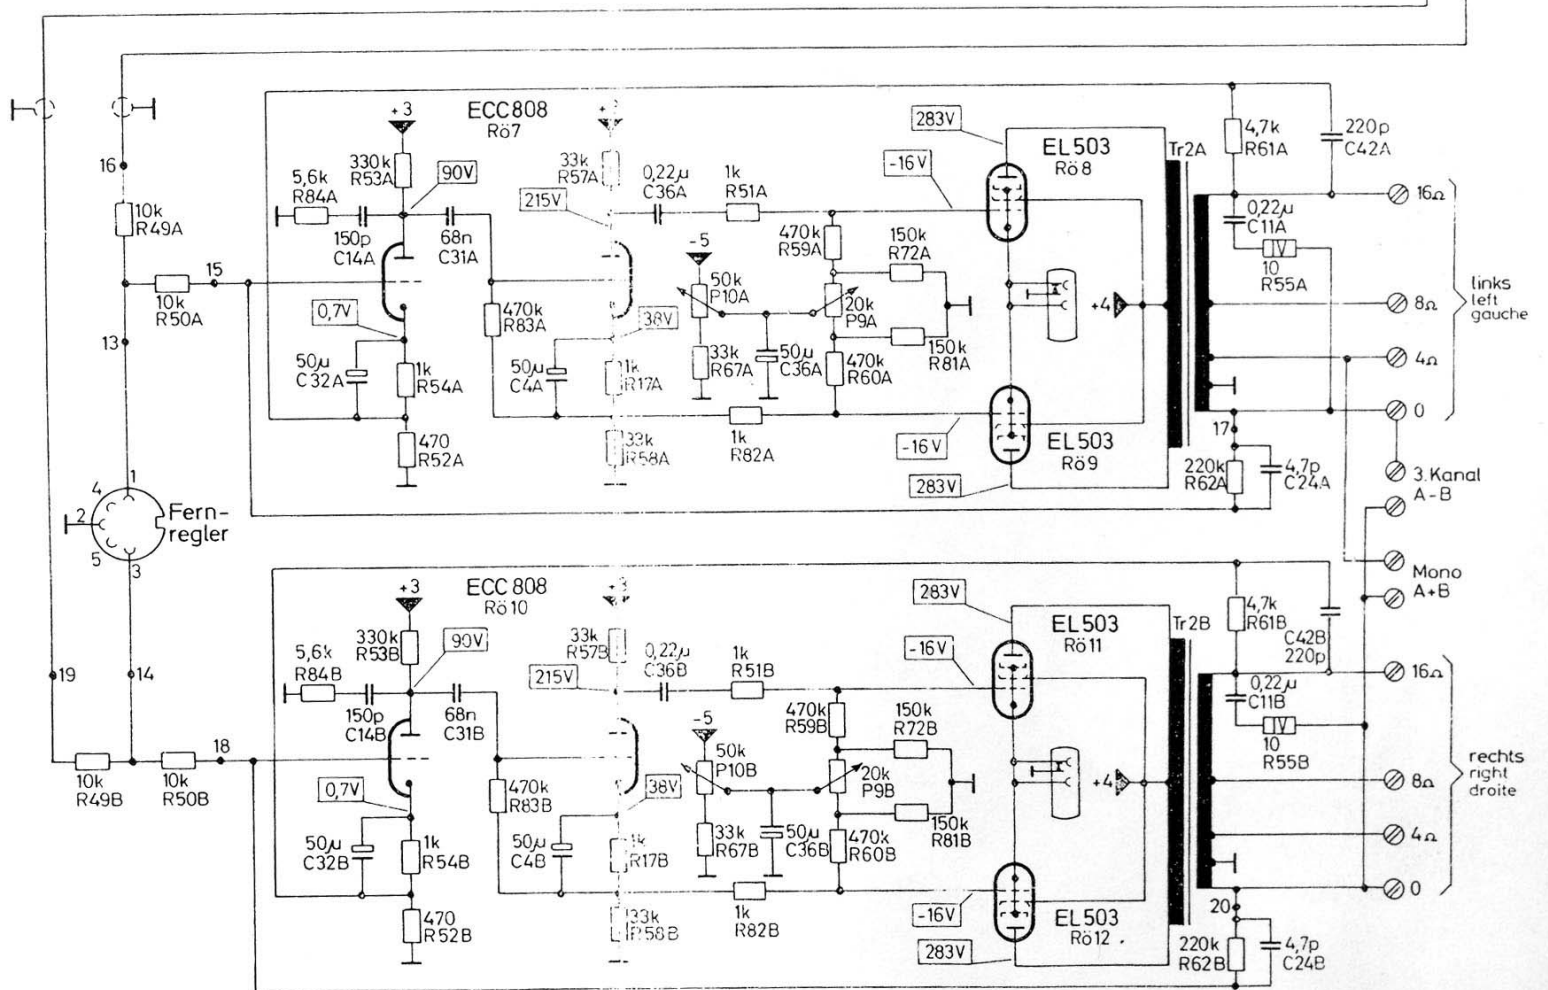 +3
ECC808
Rö7
+3
283V
EL503
Rö8
Tr2A
4,7k
R61A
220p
C42A
16
330k
R53A
90V
33k
R57A
0,22µ
C36A
1k
R51A
-16V
5,6k
R84A
215V
16Ω
10k
R49A
150p
C14A
68n
C31A
470k
R59A
150k
R72A
0,22µ
C11A
-5
15
10k
R50A
50k
P10A
20k
P9A
10
R55A
links
left
gauche
8Ω
+4
0,7V
470k
R83A
38V
13
50µ
C32A
1k
R54A
50µ
C4A
1k
R17A
33k
R67A
50µ
C36A
470k
R60A
150k
R81A
4Ω
0
17
470
R52A
33k
R58A
1k
R82A
-16V
EL503
Rö9
283V
220k
R62A
4,7p
C24A
3.Kanal
A-B
1
4
2
5
3
Fern-
regler
Mono
A+B
+3
ECC808
Rö10
+3
283V
EL503
Rö11
Tr2B
4,7k
R61B
C42B
220p
330k
R53B
90V
33k
R57B
0,22µ
C36B
1k
R51B
-16V
19
14
5,6k
R84B
215V
16Ω
150p
C14B
68n
C31B
470k
R59B
150k
R72B
0,22µ
C11B
-5
18
10k
R49B
10k
R50B
50k
P10B
20k
P9B
10
R55B
rechts
right
droite
8Ω
+4
0,7V
470k
R83B
38V
50µ
C32B
1k
R54B
50µ
C4B
1k
R17B
33k
R67B
50µ
C36B
470k
R60B
150k
R81B
4Ω
0
20
470
R52B
33k
R58B
1k
R82B
-16V
EL503
Rö12
283V
220k
R62B
4,7p
C24B